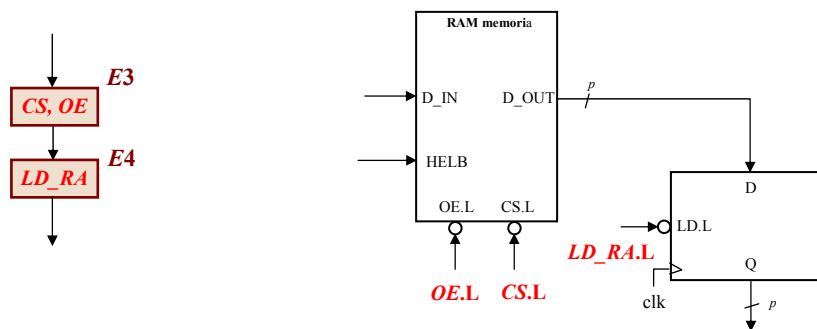 E3
CS, OE
E4
LD_RA
RAM memoria
D_IN
D_OUT
p
HELB
OE.L
CS.L
OE.L
CS.L
D
LD.L
LD_RA.L
clk
Q
p